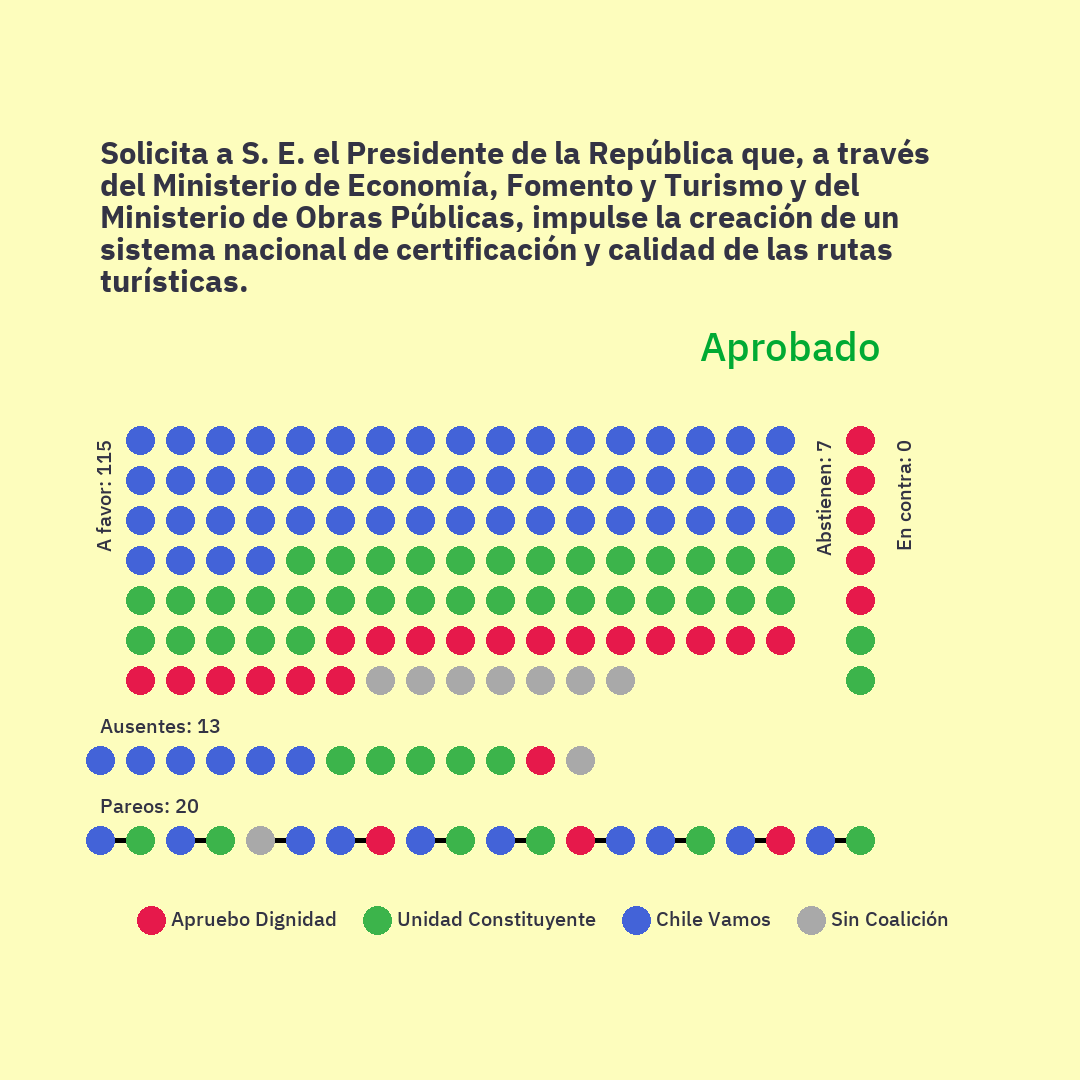 Solicita a S. E. el Presidente de la República que, a través
del Ministerio de Economía, Fomento y Turismo y del
Ministerio de Obras Públicas, impulse la creación de un
sistema nacional de certificación y calidad de las rutas
turísticas.
Aprobado
A favor: 115
Abstienen: 7
En contra: 0
Ausentes: 13
Pareos: 20
Apruebo Dignidad
Unidad Constituyente
Chile Vamos
Sin Coalición